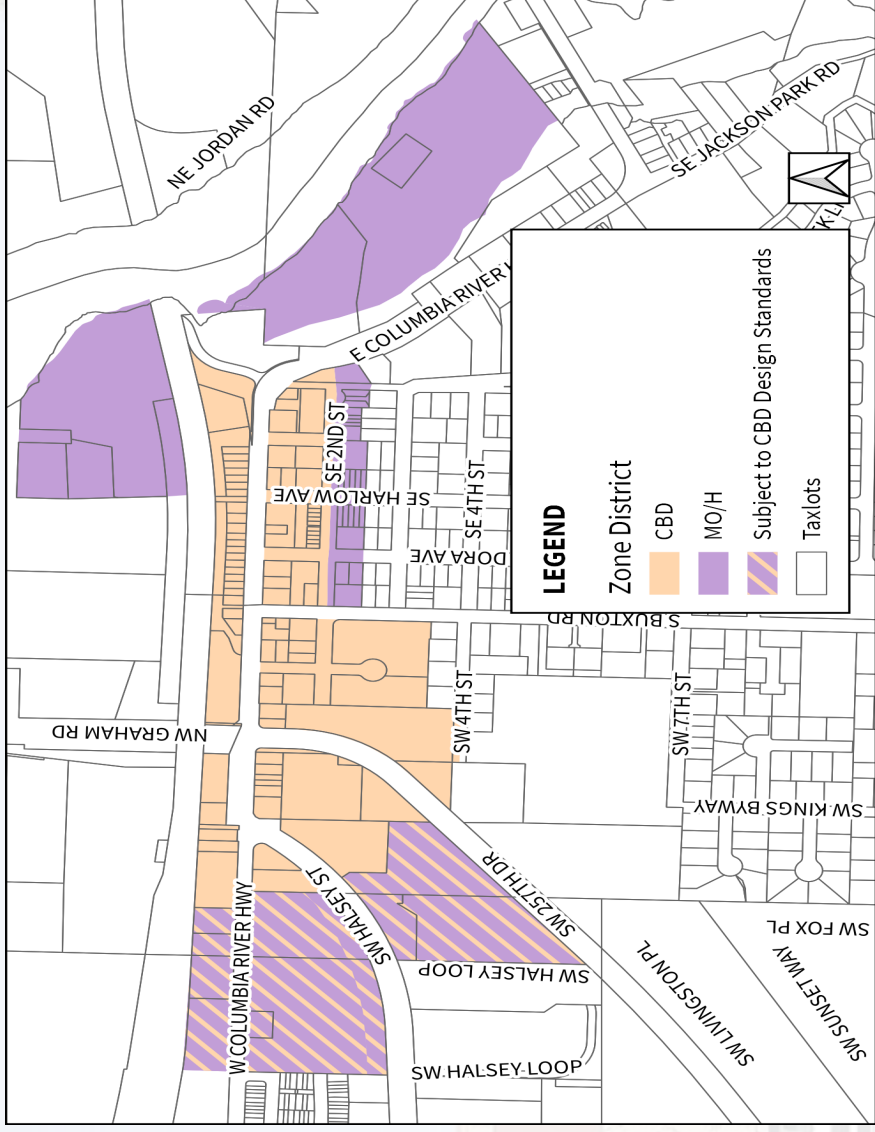 NE JORDAN RD
SE JACKSON PARK RD
E COLUMBIA RIVER
SE 2ND ST
SE HARLOW AVE
SE 4TH ST
DORA AVE
S BUXTON RD
NW GRAHAM RD
SW 4TH ST
SW 7TH ST
SW KINGS BYWAY
SW 257TH DR
SW HALSEY ST
W COLUMBIA RIVER HWY
SW HALSEY LOOP
SW HALSEY LOOP
SW LIVINGSTON PL
SW SUNSET WAY
SW FOX PL
LEGEND
Zone District
CBD
MO/H
Subject to CBD Design Standards
Taxlots